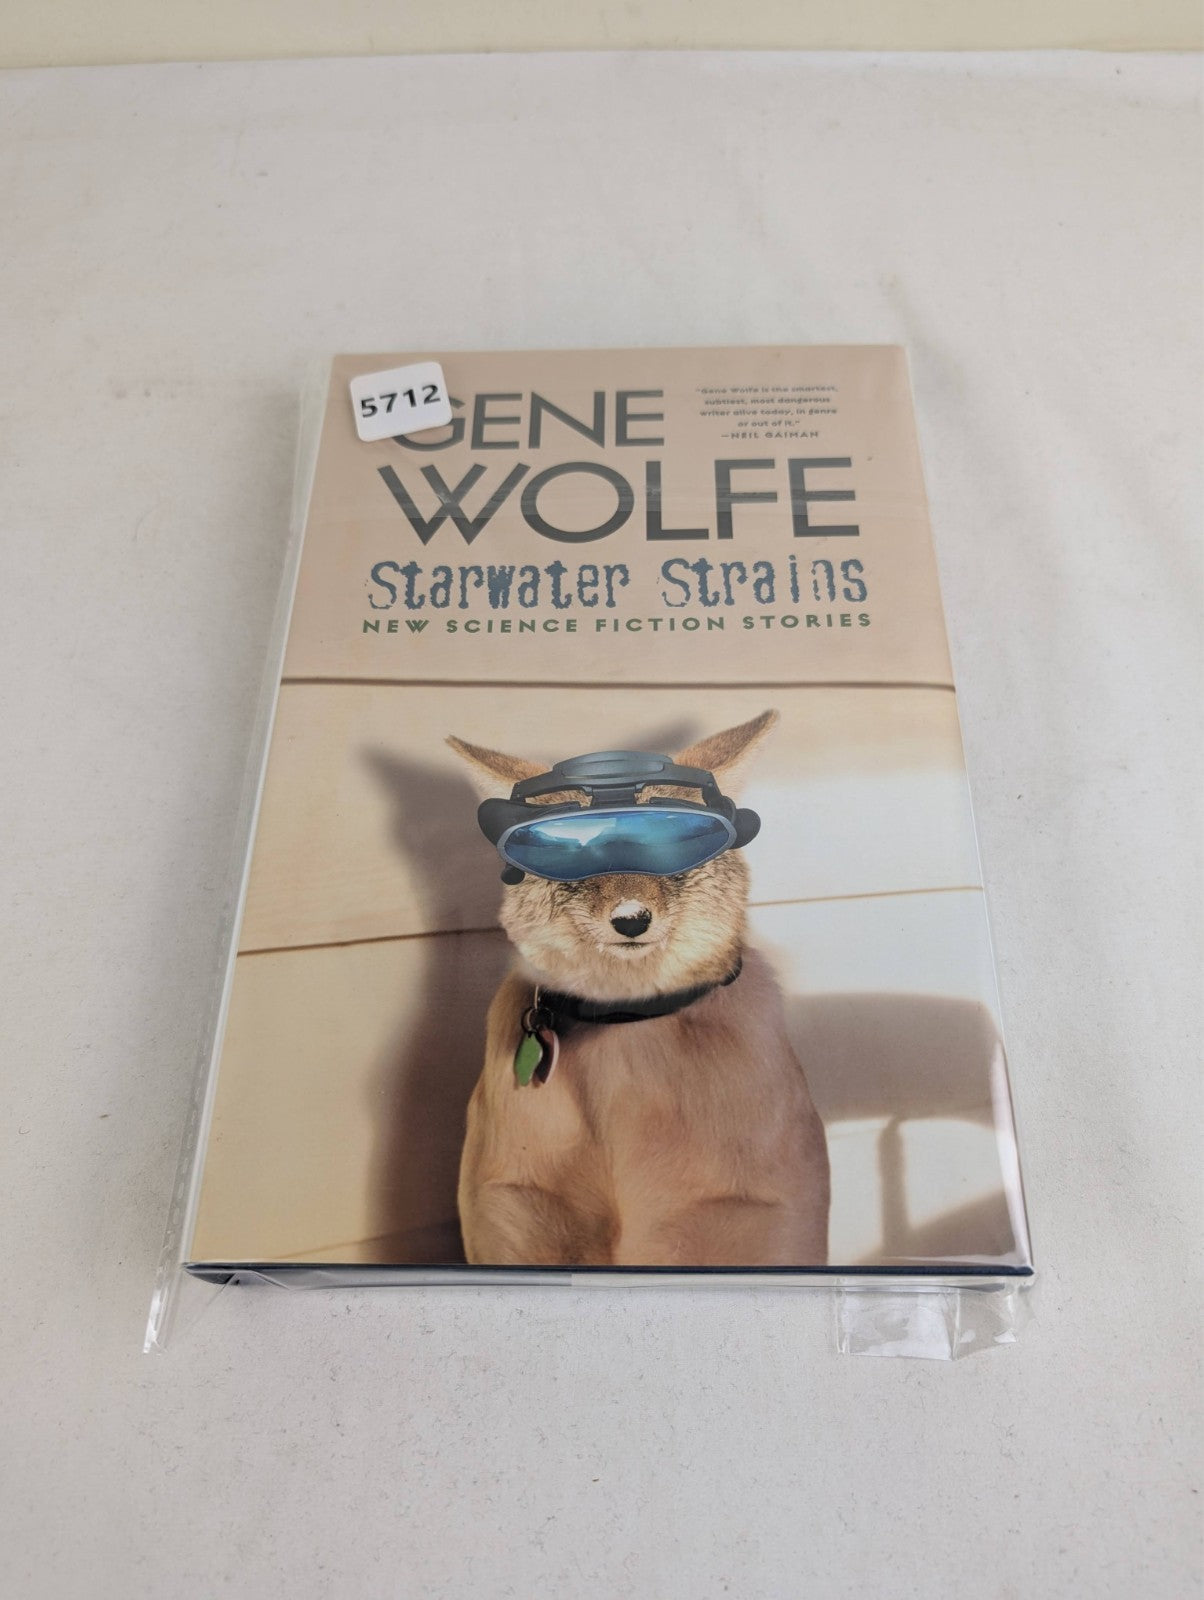 5712
GENE
WOLFE
"Gene Wolfe is the smartest,
subtlest, most dangerous
writer alive today, in genre
or out of it."
—NEIL GAIMAN
Starwater Strains
NEW SCIENCE FICTION STORIES